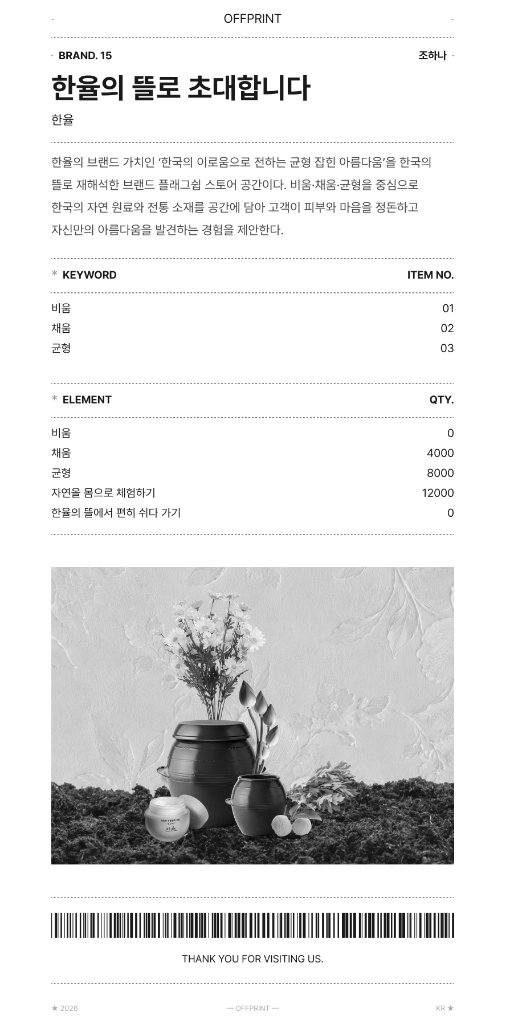 OFFPRINT
BRAND. 15 조하나
한율의 뜰로 초대합니다
한율
한율의 브랜드 가치인 ‘한국의 이로움으로 전하는 균형 잡힌 아름다움’을 한국의
뜰로 재해석한 브랜드 플래그쉽 스토어 공간이다. 비움·채움·균형을 중심으로
한국의 자연 원료와 전통 소재를 공간에 담아 고객이 피부와 마음을 정돈하고
자신만의 아름다움을 발견하는 경험을 제안한다.
* KEYWORD ITEM NO.
비움 01
채움 02
균형 03
* ELEMENT QTY.
비움 0
채움 4000
균형 8000
자연을 몸으로 체험하기 12000
한율의 뜰에서 편히 쉬다 가기 0
THANK YOU FOR VISITING US.
★ 2026 — OFFPRINT — KR ★